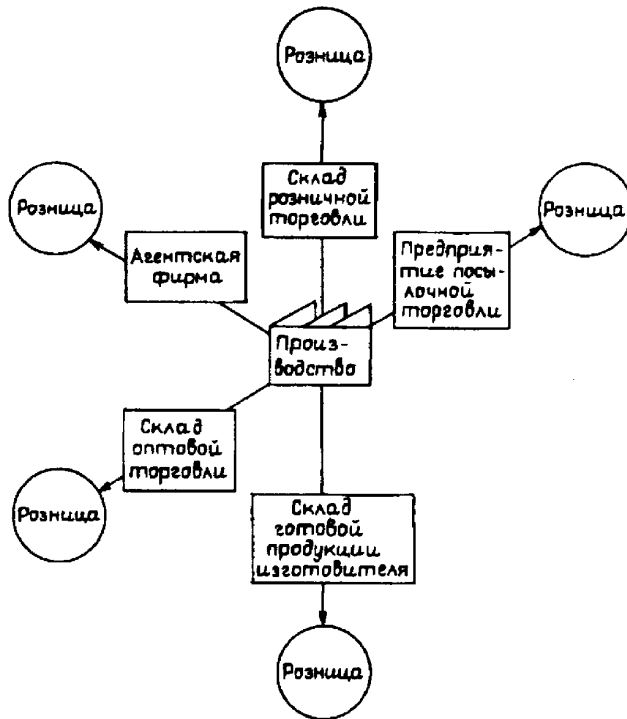 Розница
Розница
Склад
розничной
торговли
Розница
Агентская
фирма
Предприя-
тие посы-
лочной
торговли
Произ-
водство
Склад
оптовой
торговли
Розница
Склад
готовой
продукции
изготовителя
Розница